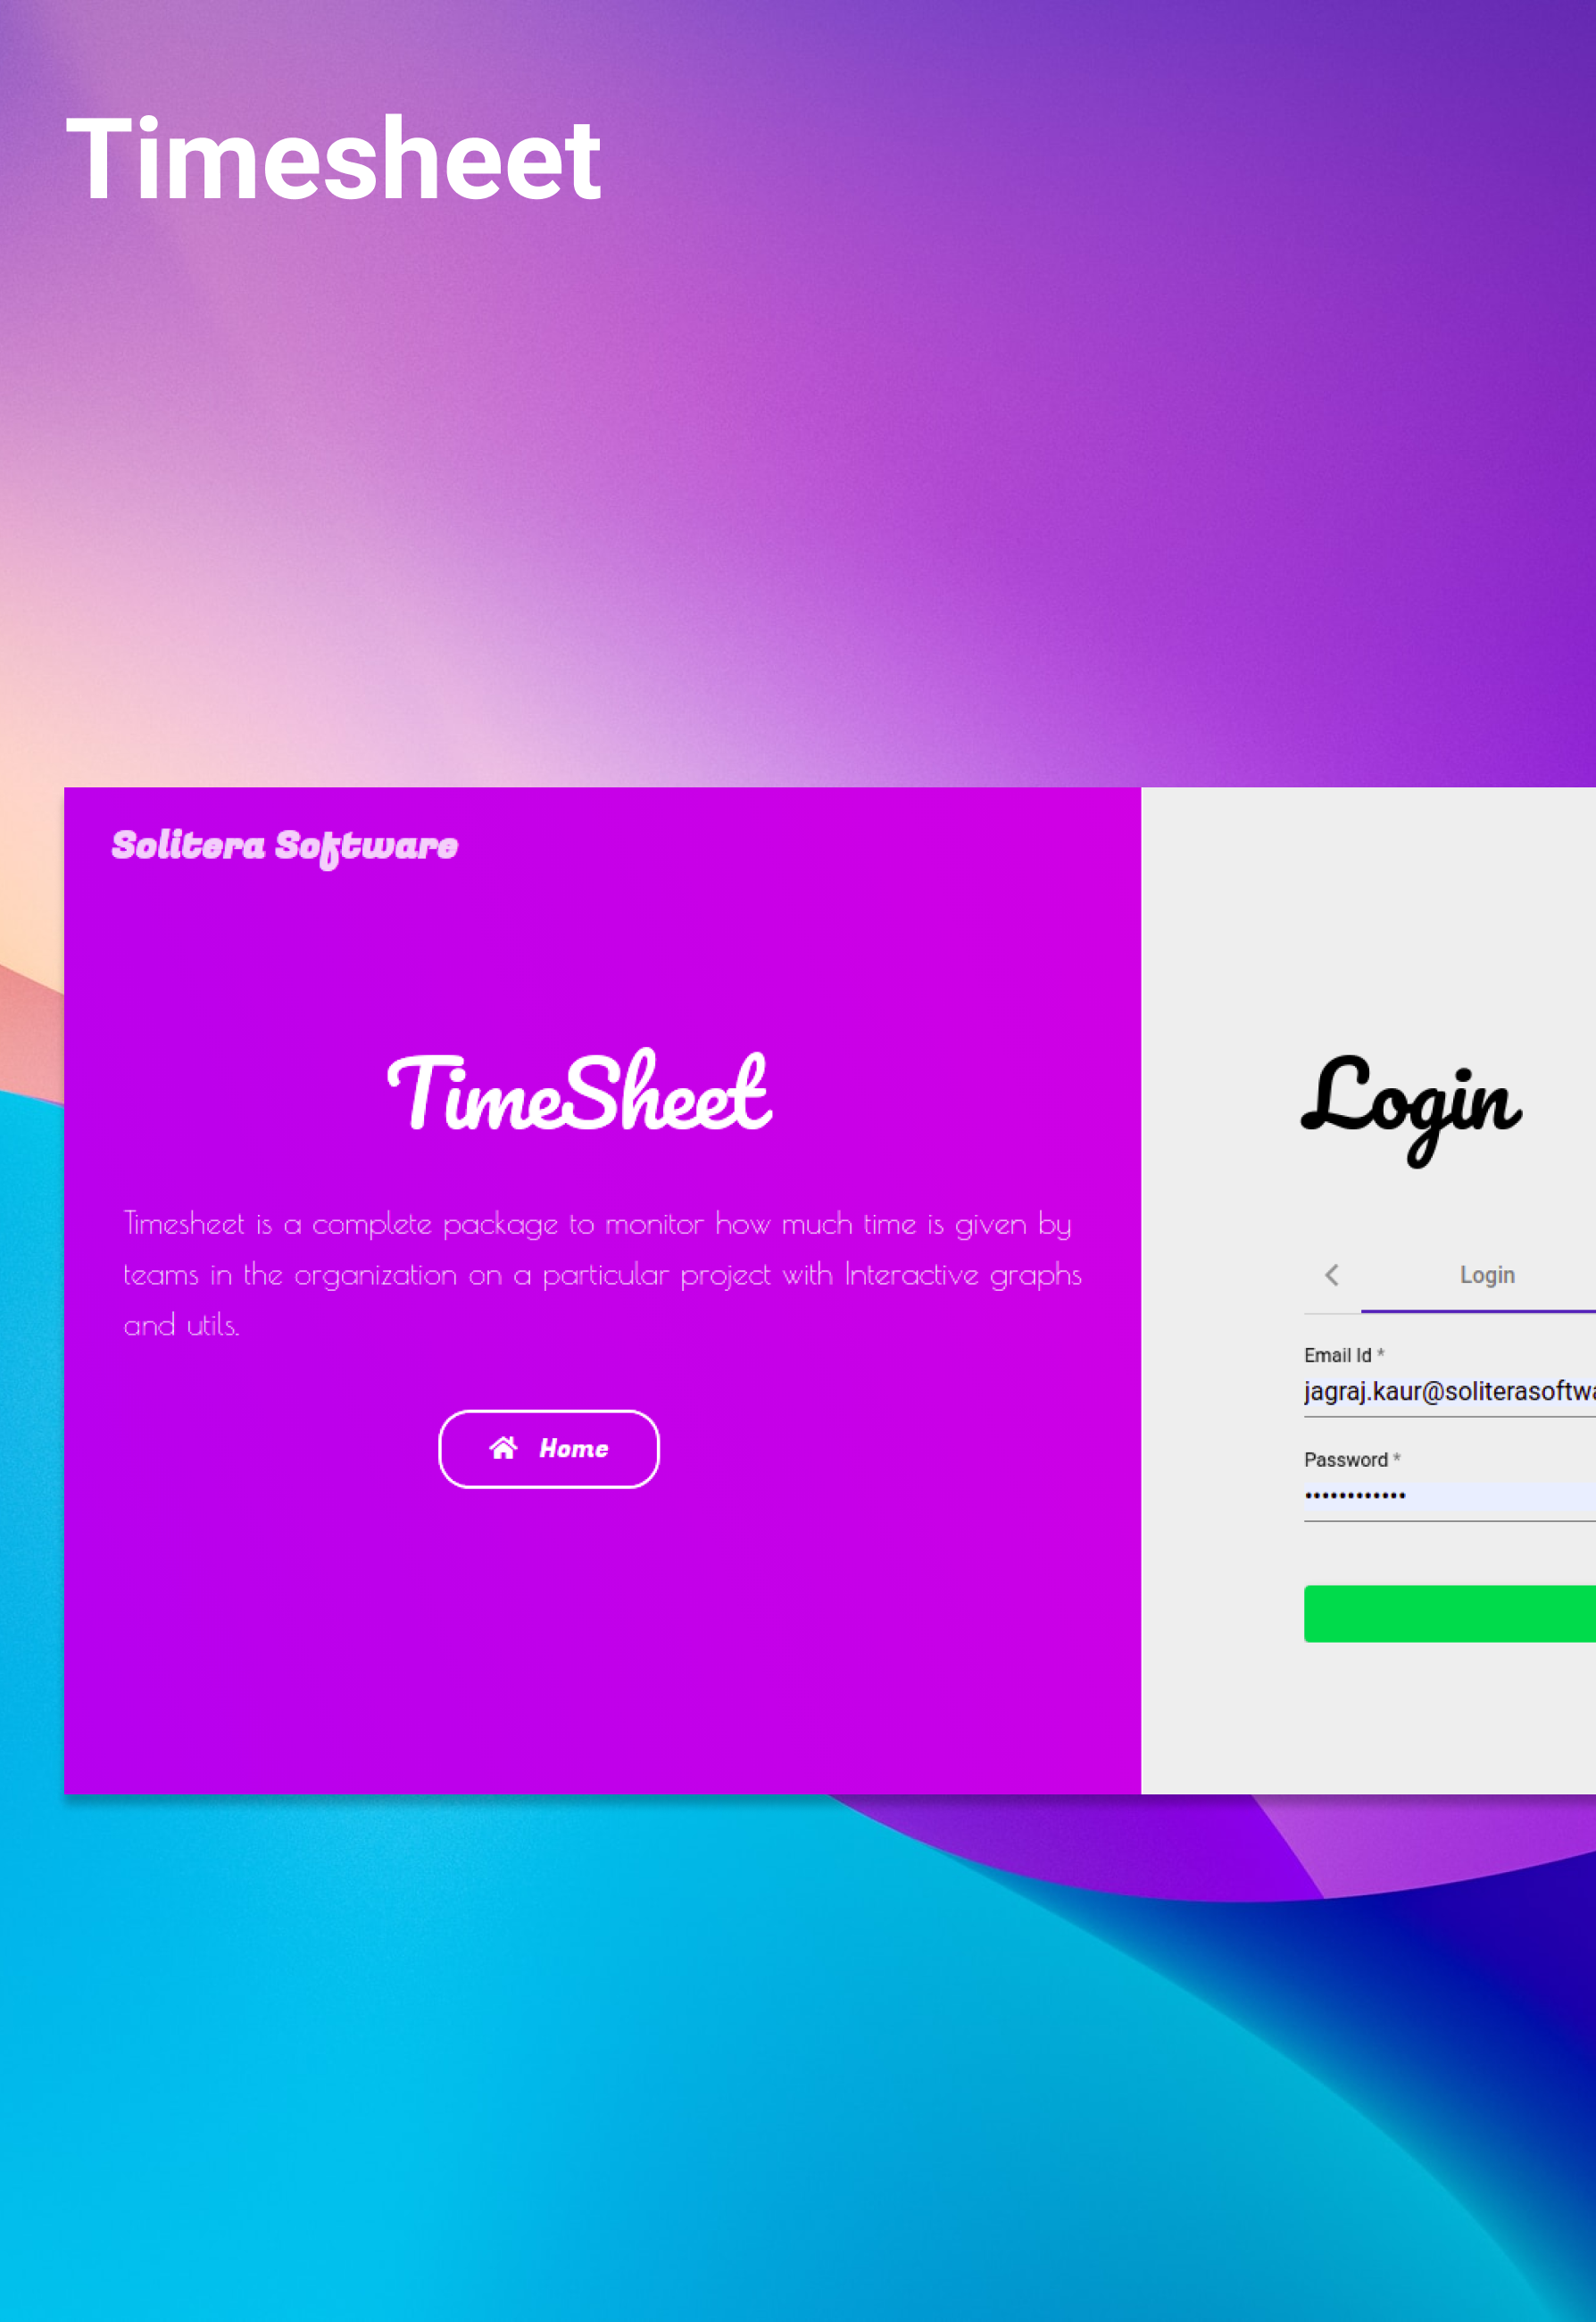 Timesheet
Solitera Software
TimeSheet
Timesheet is a complete package to monitor how much time is given by
teams in the organization on a particular project with Interactive graphs
and utils.
Home
Login
Login
Email Id *
jagraj.kaur@soliterasoftwa
Password *
••••••••••••